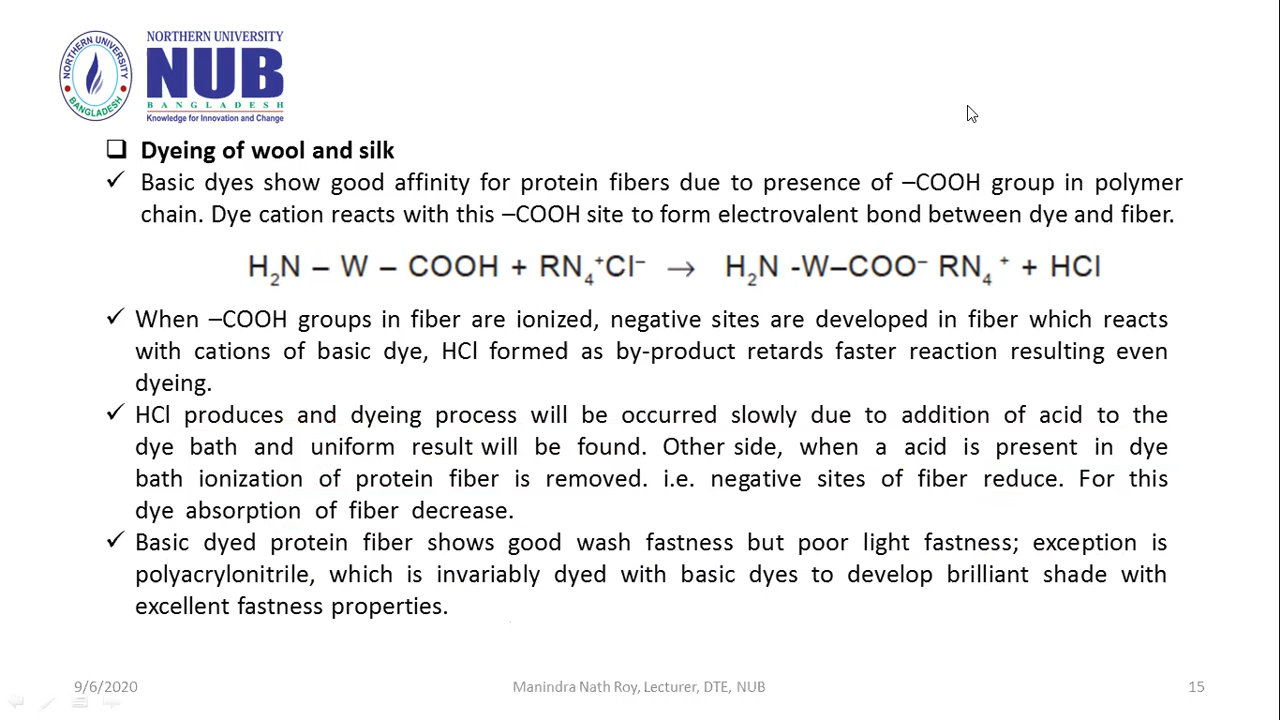 NORTHERN UNIVERSITY
BANGLADESH
NORTHERN UNIVERSITY
NUB
BANGLADESH
Knowledge for Innovation and Change
❑ Dyeing of wool and silk
✓ Basic dyes show good affinity for protein fibers due to presence of –COOH group in polymer
chain. Dye cation reacts with this –COOH site to form electrovalent bond between dye and fiber.
H₂N – W – COOH + RN₄⁺Cl⁻ → H₂N -W–COO⁻ RN₄⁺ + HCl
✓ When –COOH groups in fiber are ionized, negative sites are developed in fiber which reacts
with cations of basic dye, HCl formed as by-product retards faster reaction resulting even
dyeing.
✓ HCl produces and dyeing process will be occurred slowly due to addition of acid to the
dye bath and uniform result will be found. Other side, when a acid is present in dye
bath ionization of protein fiber is removed. i.e. negative sites of fiber reduce. For this
dye absorption of fiber decrease.
✓ Basic dyed protein fiber shows good wash fastness but poor light fastness; exception is
polyacrylonitrile, which is invariably dyed with basic dyes to develop brilliant shade with
excellent fastness properties.
9/6/2020
Manindra Nath Roy, Lecturer, DTE, NUB
15